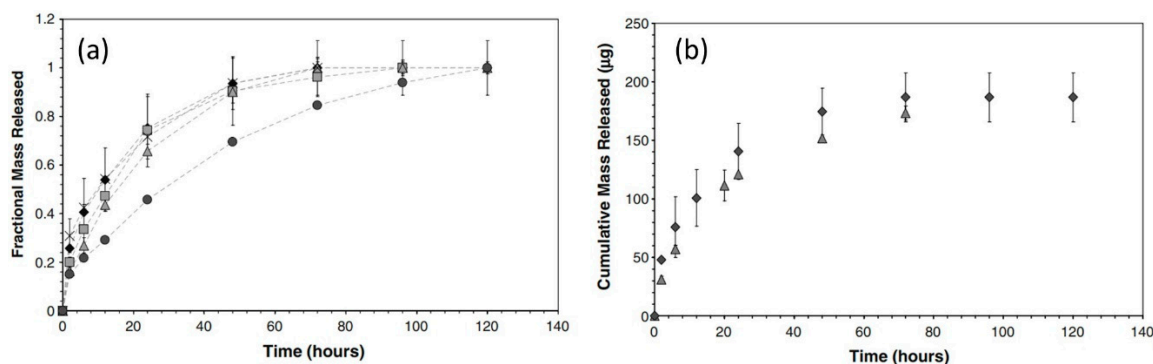 (a)
Fractional Mass Released
1.2
1
0.8
0.6
0.4
0.2
0
0 20 40 60 80 100 120 140
Time (hours)
(b)
Cumulative Mass Released (µg)
250
200
150
100
50
0
0 20 40 60 80 100 120 140
Time (hours)